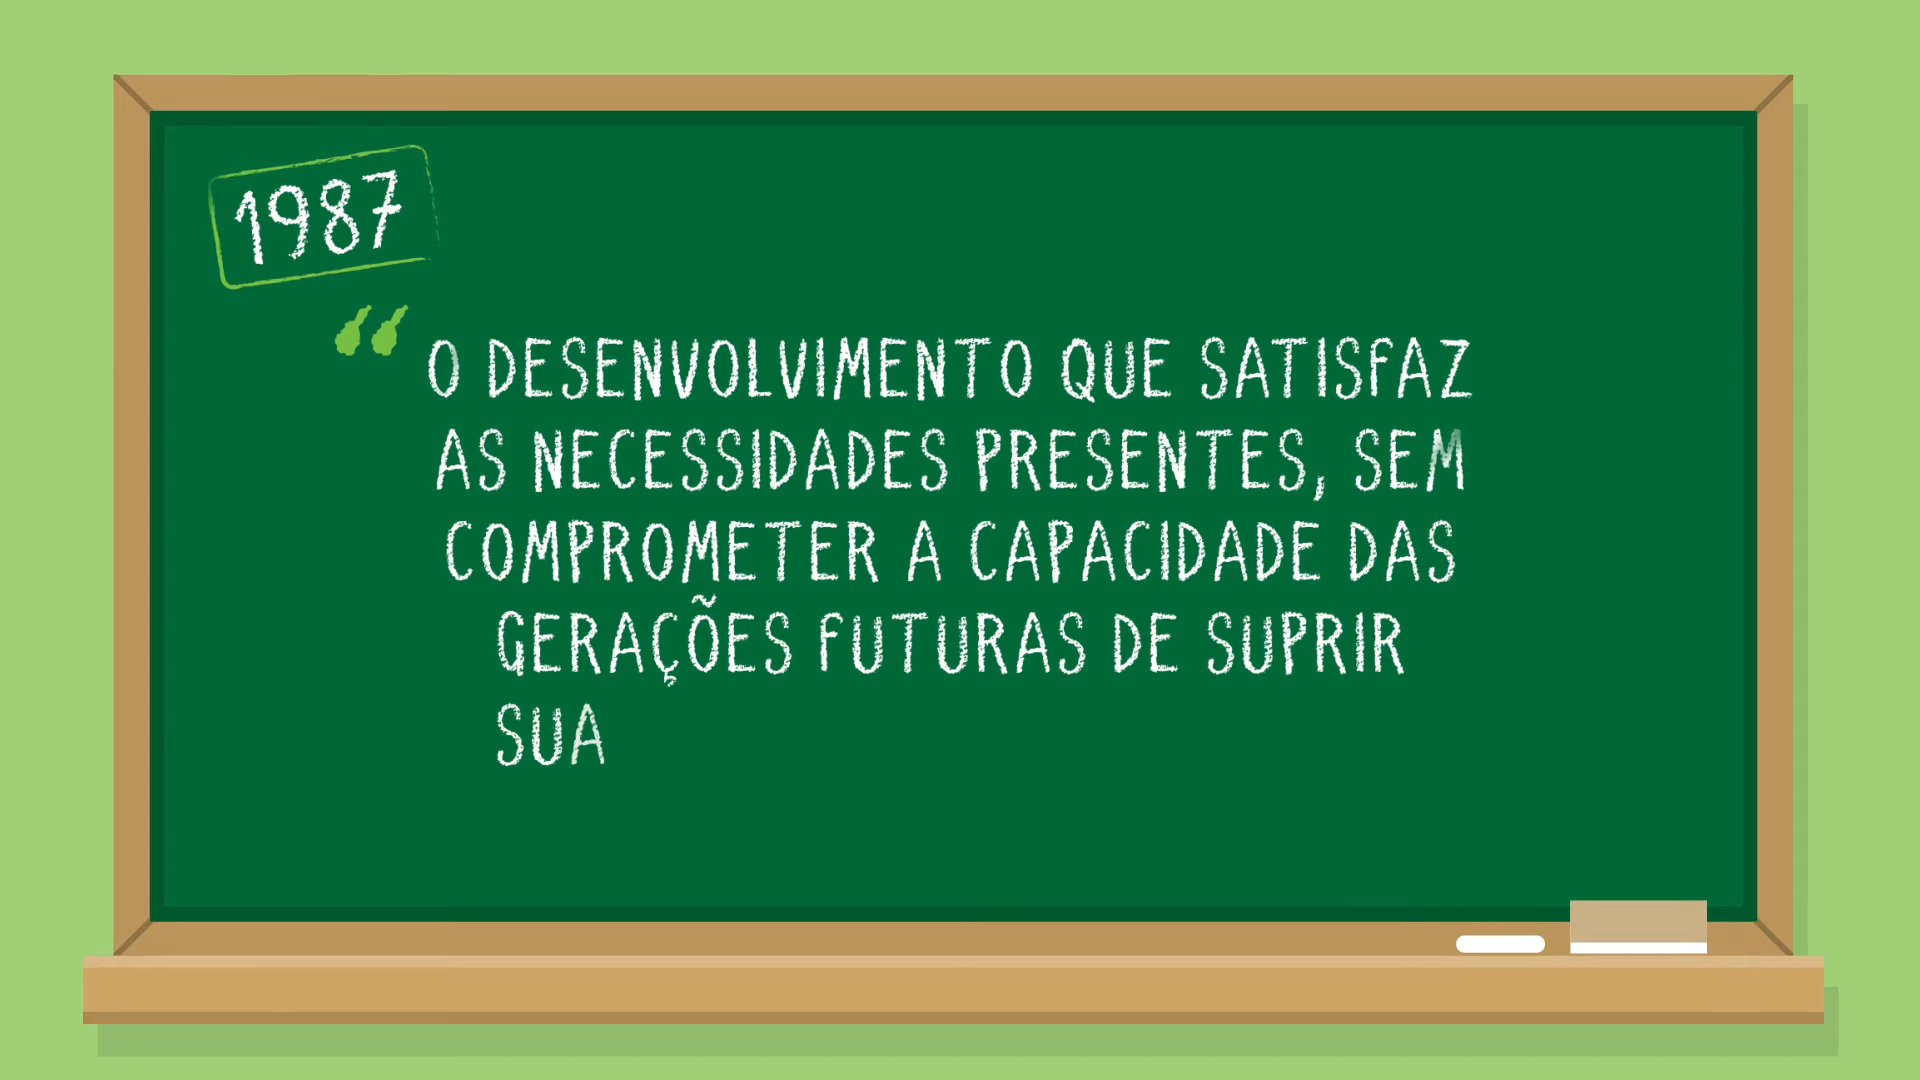 1987
“O DESENVOLVIMENTO QUE SATISFAZ
AS NECESSIDADES PRESENTES, SEM
COMPROMETER A CAPACIDADE DAS
GERAÇÕES FUTURAS DE SUPRIR
SUA